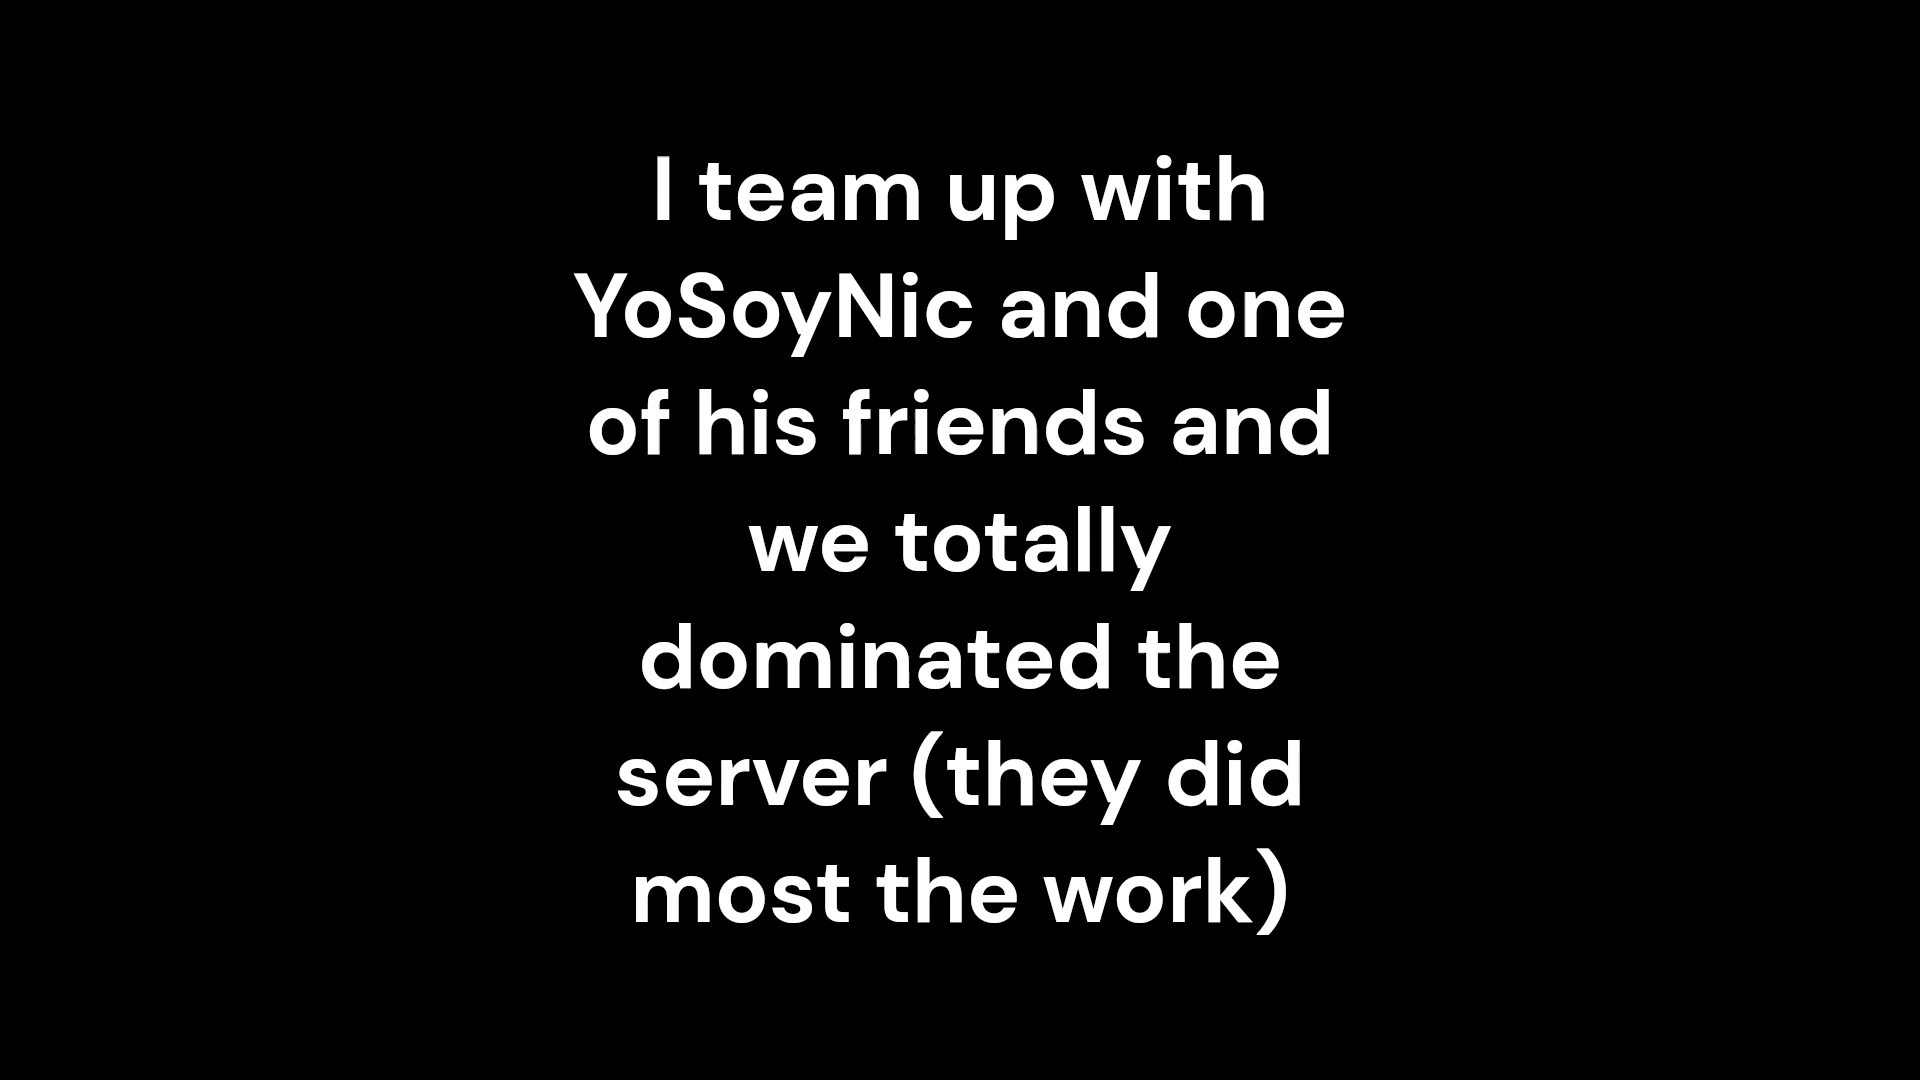 I team up with
YoSoyNic and one
of his friends and
we totally
dominated the
server (they did
most the work)